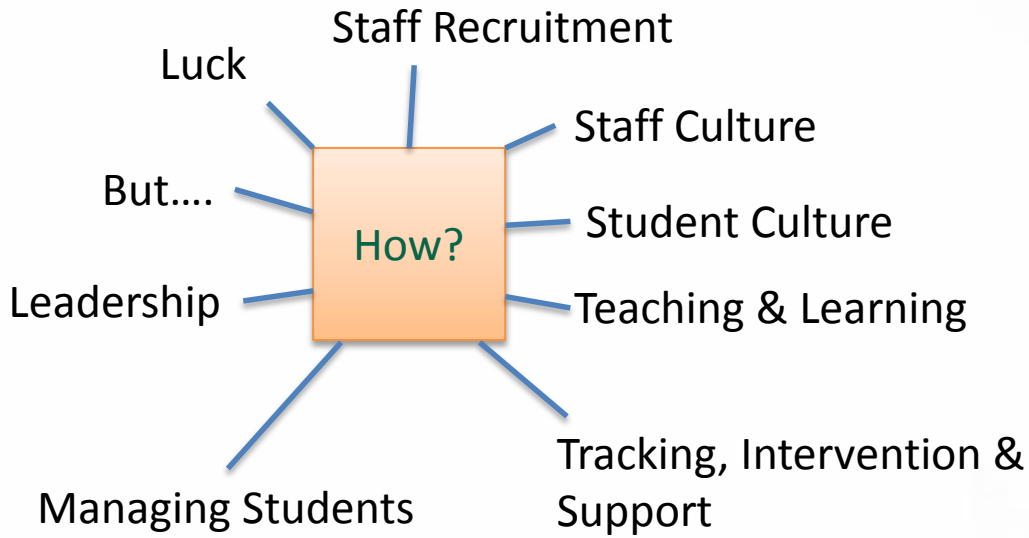 Staff Recruitment
Luck
Staff Culture
But....
Student Culture
How?
Leadership
Teaching & Learning
Tracking, Intervention &
Support
Managing Students